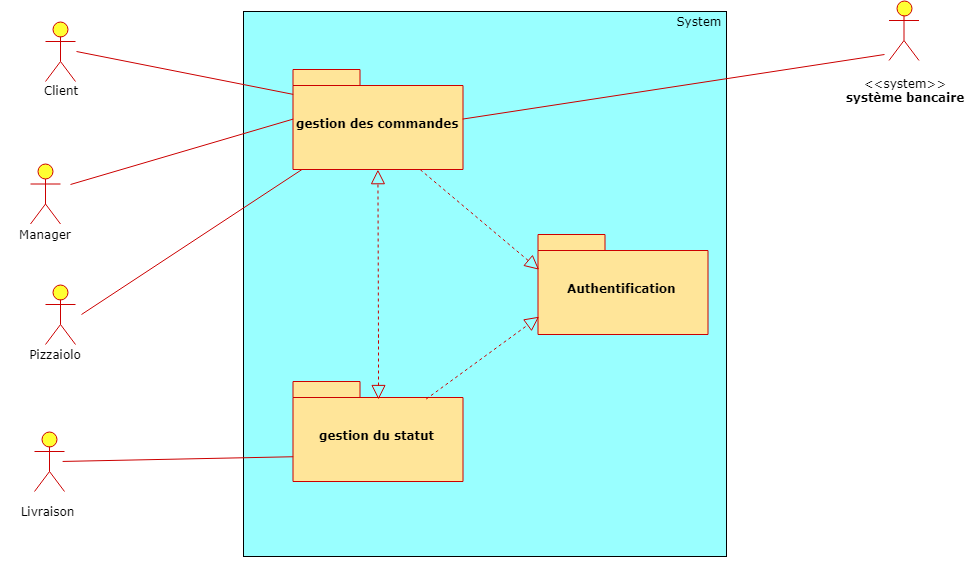 System
Client
<<system>>
système bancaire
gestion des commandes
Manager
Authentification
Pizzaiolo
gestion du statut
Livraison